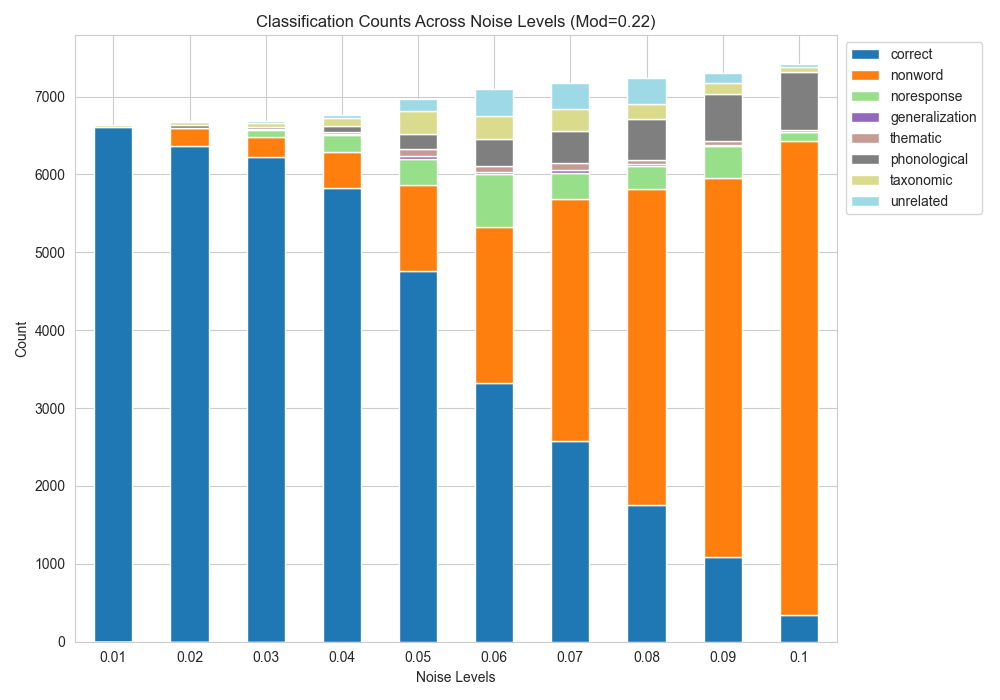 Classification Counts Across Noise Levels (Mod=0.22)
correct
nonword
noresponse
generalization
thematic
phonological
taxonomic
unrelated
Count
7000
6000
5000
4000
3000
2000
1000
0
0.01 0.02 0.03 0.04 0.05 0.06 0.07 0.08 0.09 0.1
Noise Levels